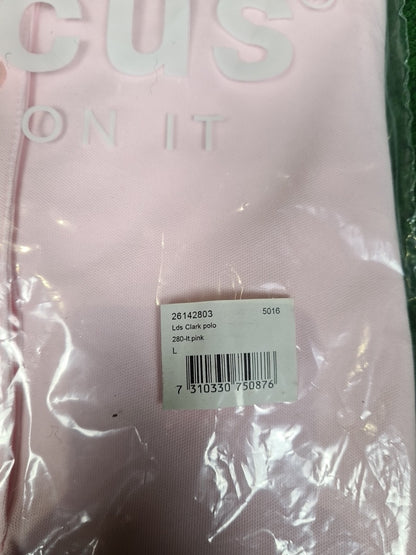 cus®
ON IT
26142803 5016
Lds Clark polo
280-lt.pink
L
7 310330 750876